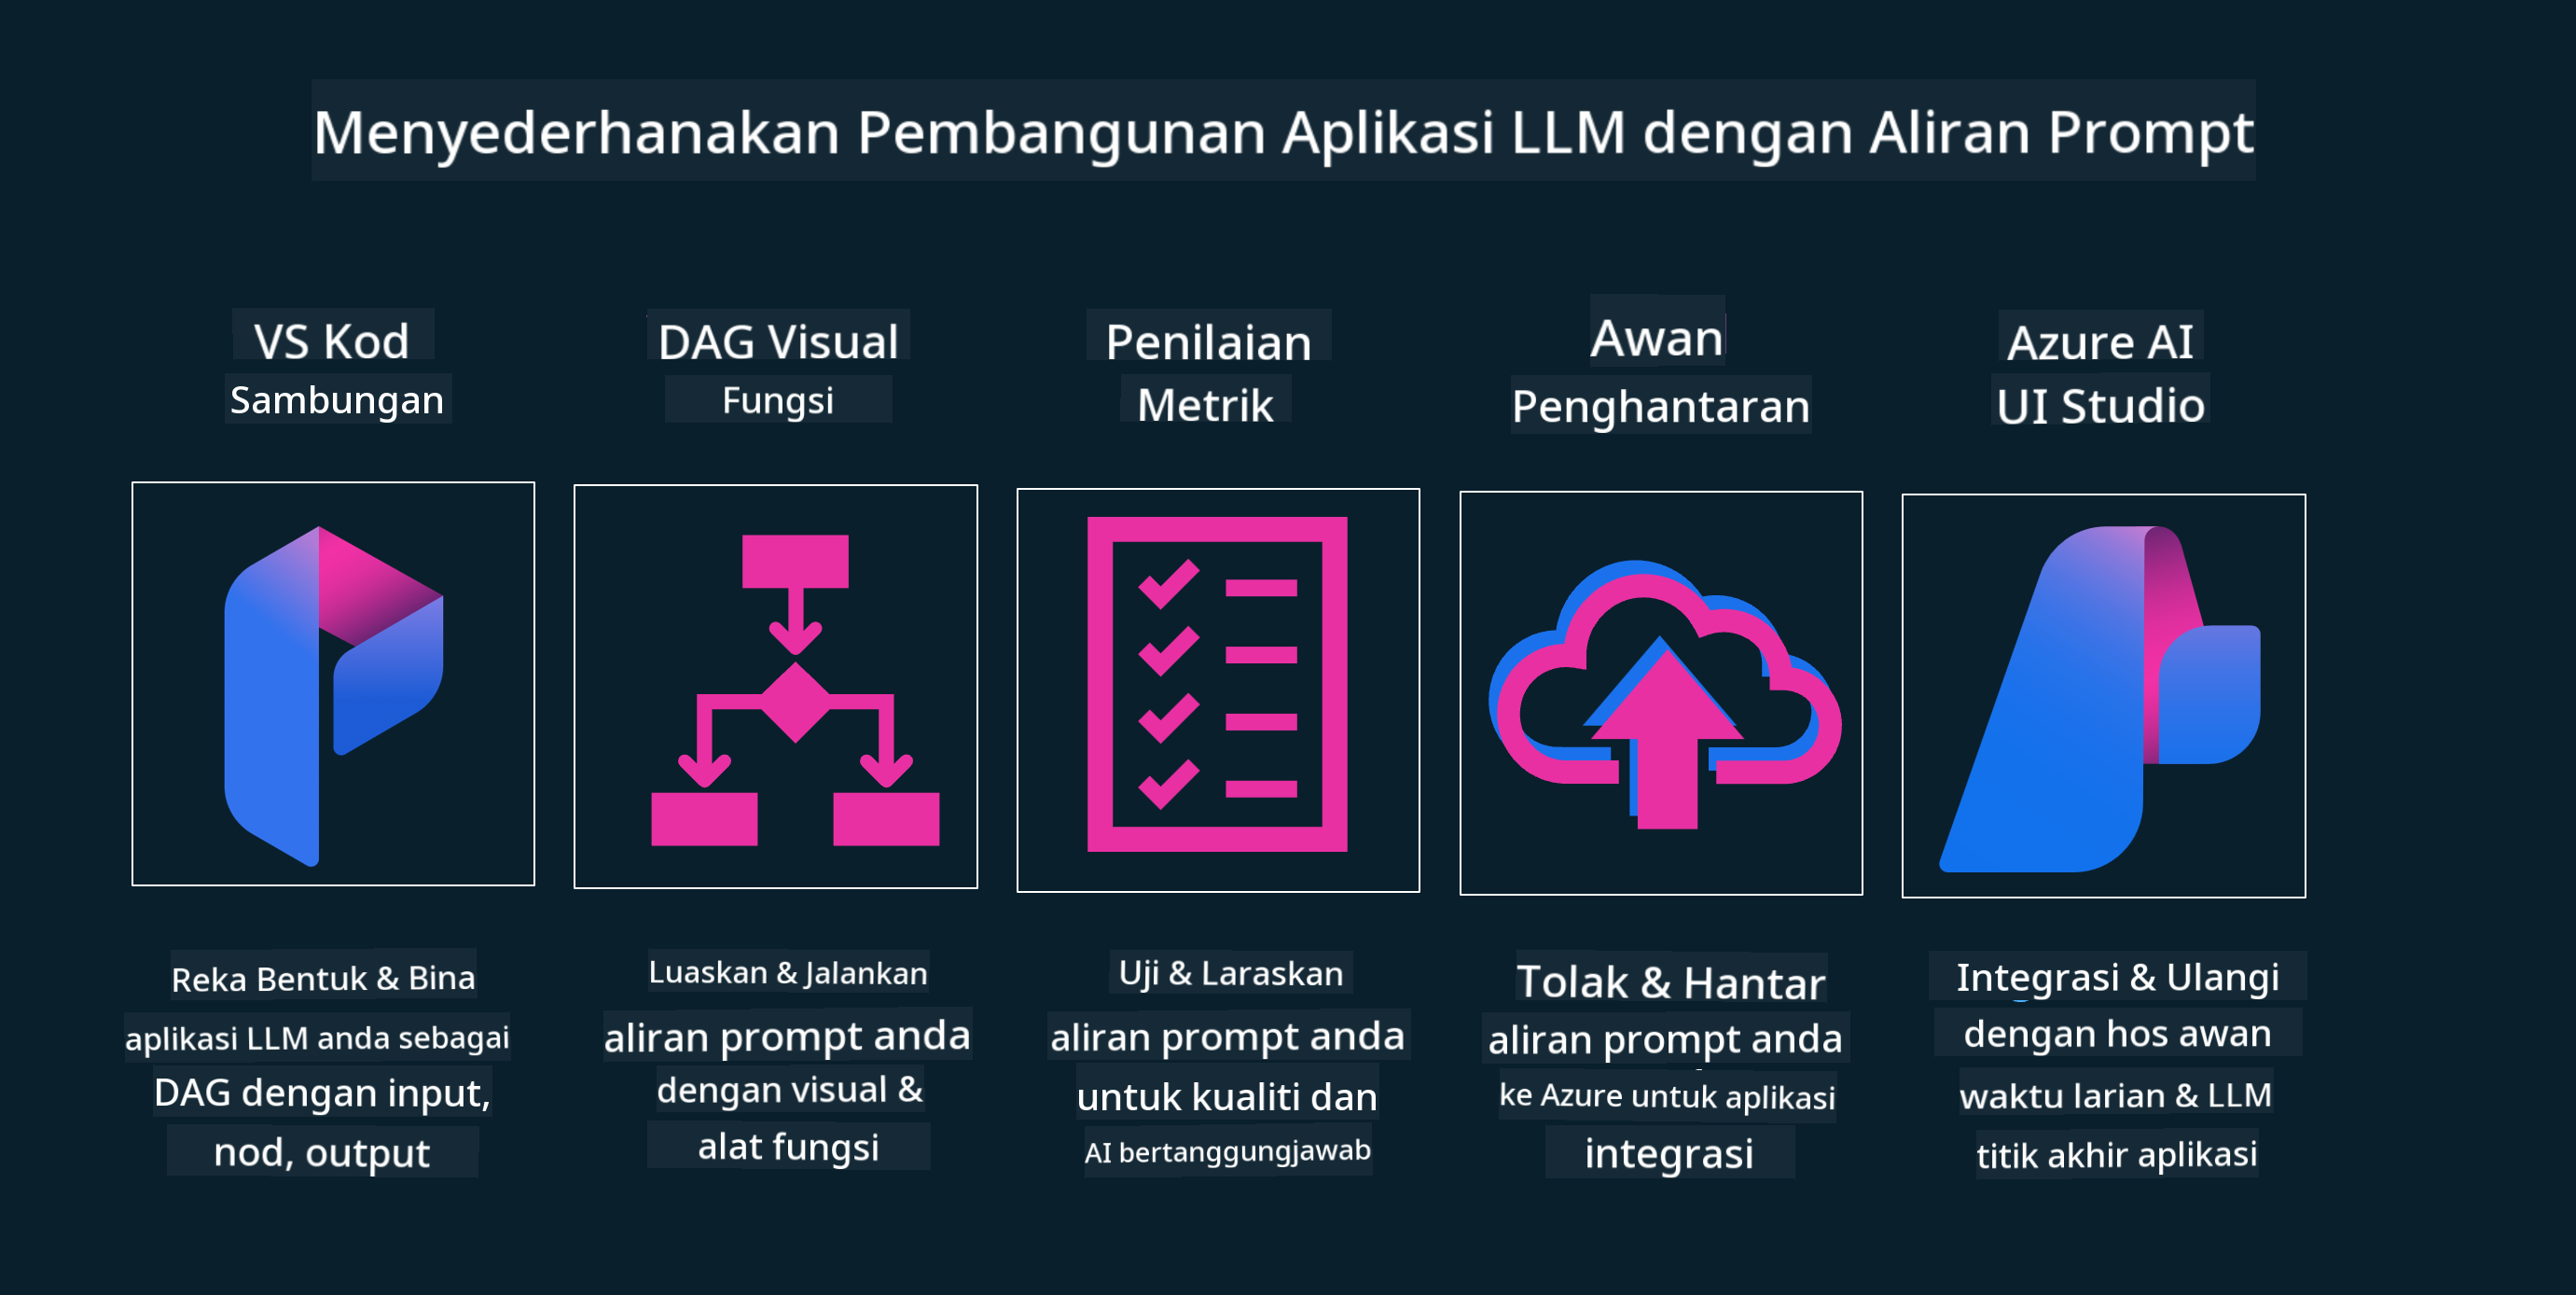 Menyederhanakan Pembangunan Aplikasi LLM dengan Aliran Prompt
VS Kod
Sambungan
DAG Visual
Fungsi
Penilaian
Metrik
Awan
Penghantaran
Azure AI
UI Studio
Reka Bentuk & Bina
aplikasi LLM anda sebagai
DAG dengan input,
nod, output
Luaskan & Jalankan
aliran prompt anda
dengan visual &
alat fungsi
Uji & Laraskan
aliran prompt anda
untuk kualiti dan
AI bertanggungjawab
Tolak & Hantar
aliran prompt anda
ke Azure untuk aplikasi
integrasi
Integrasi & Ulangi
dengan hos awan
waktu larian & LLM
titik akhir aplikasi